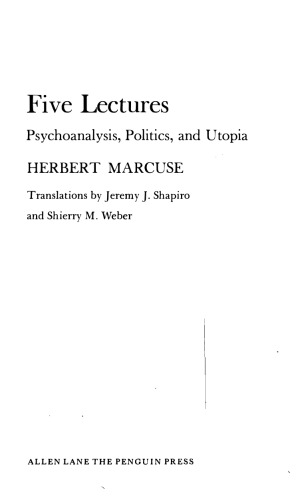 Five Lectures
Psychoanalysis, Politics, and Utopia
HERBERT MARCUSE
Translations by Jeremy J. Shapiro
and Shierry M. Weber
ALLEN LANE THE PENGUIN PRESS